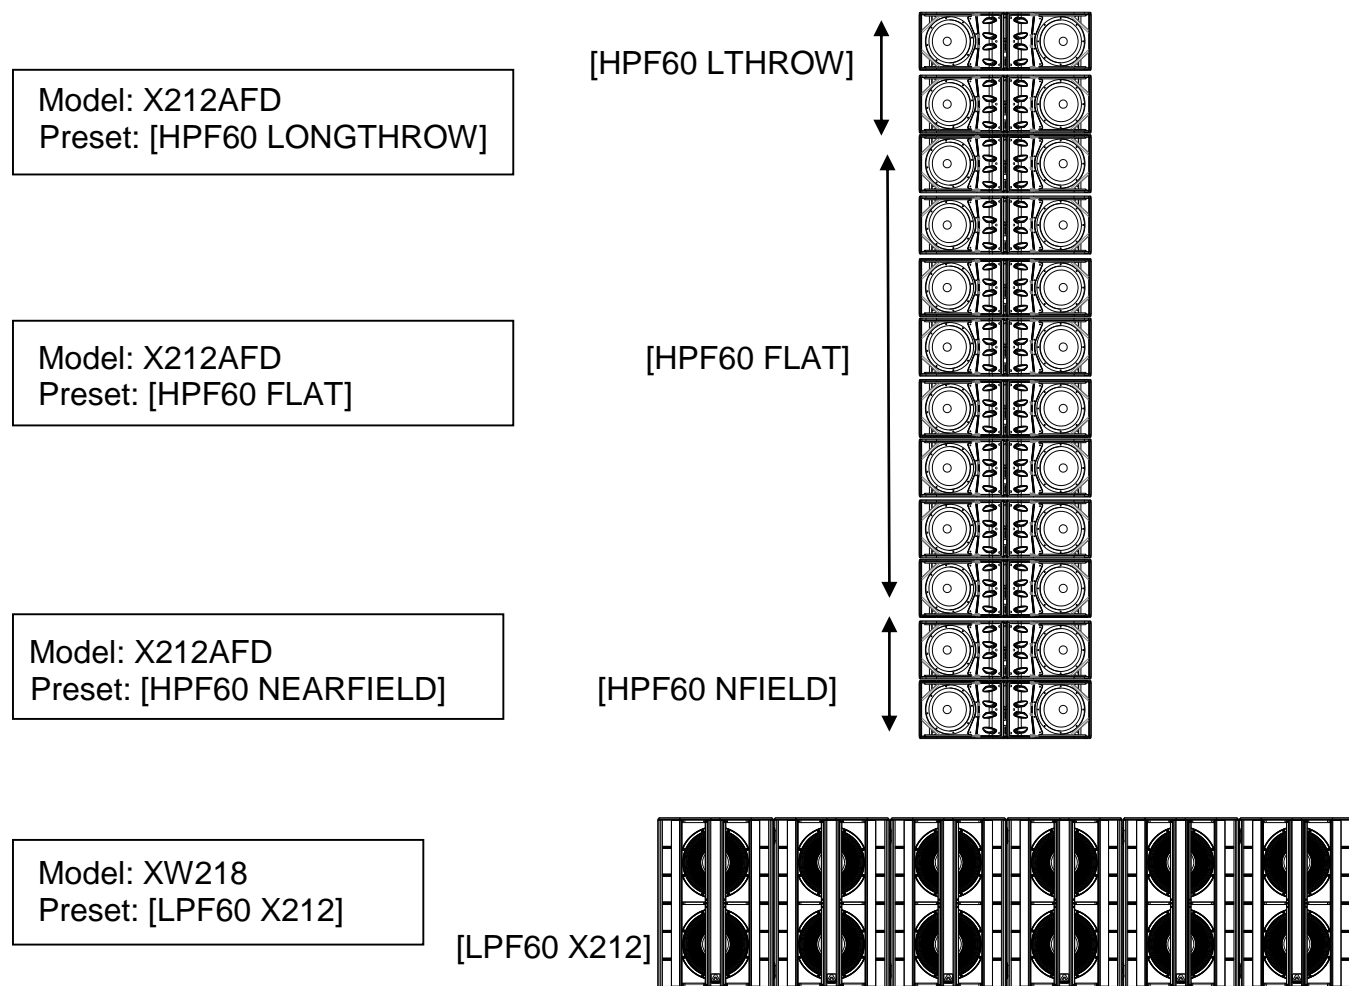 [HPF60 LTHROW]
Model: X212AFD
Preset: [HPF60 LONGTHROW]
Model: X212AFD
Preset: [HPF60 FLAT]
[HPF60 FLAT]
Model: X212AFD
Preset: [HPF60 NEARFIELD]
[HPF60 NFIELD]
Model: XW218
Preset: [LPF60 X212]
[LPF60 X212]